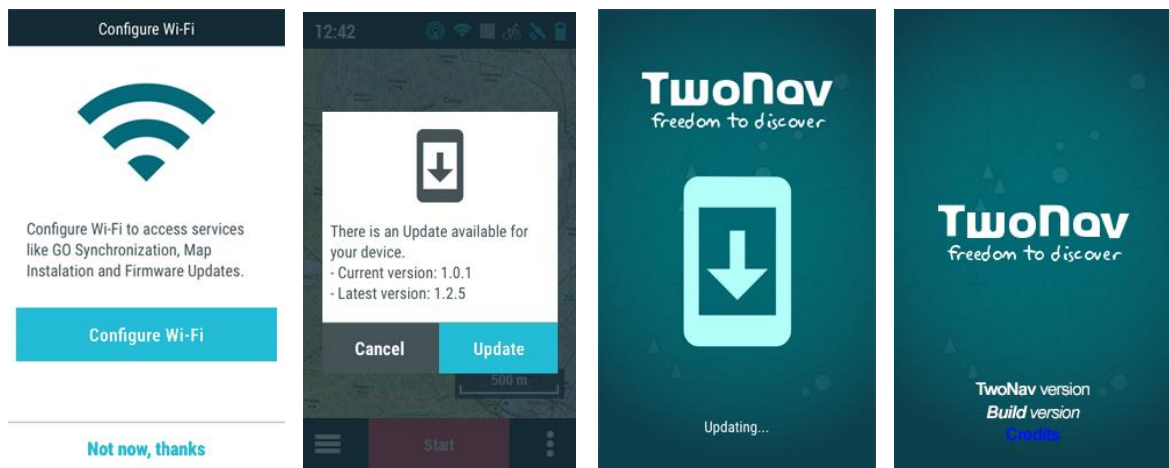 Configure Wi-Fi
Configure Wi-Fi to access services
like GO Synchronization, Map
Instalation and Firmware Updates.
Configure Wi-Fi
Not now, thanks
12:42
There is an Update available for
your device.
- Current version: 1.0.1
- Latest version: 1.2.5
Cancel
Update
500 m
Start
TwoNav
freedom to discover
Updating...
TwoNav
freedom to discover
TwoNav version
Build version
Credits